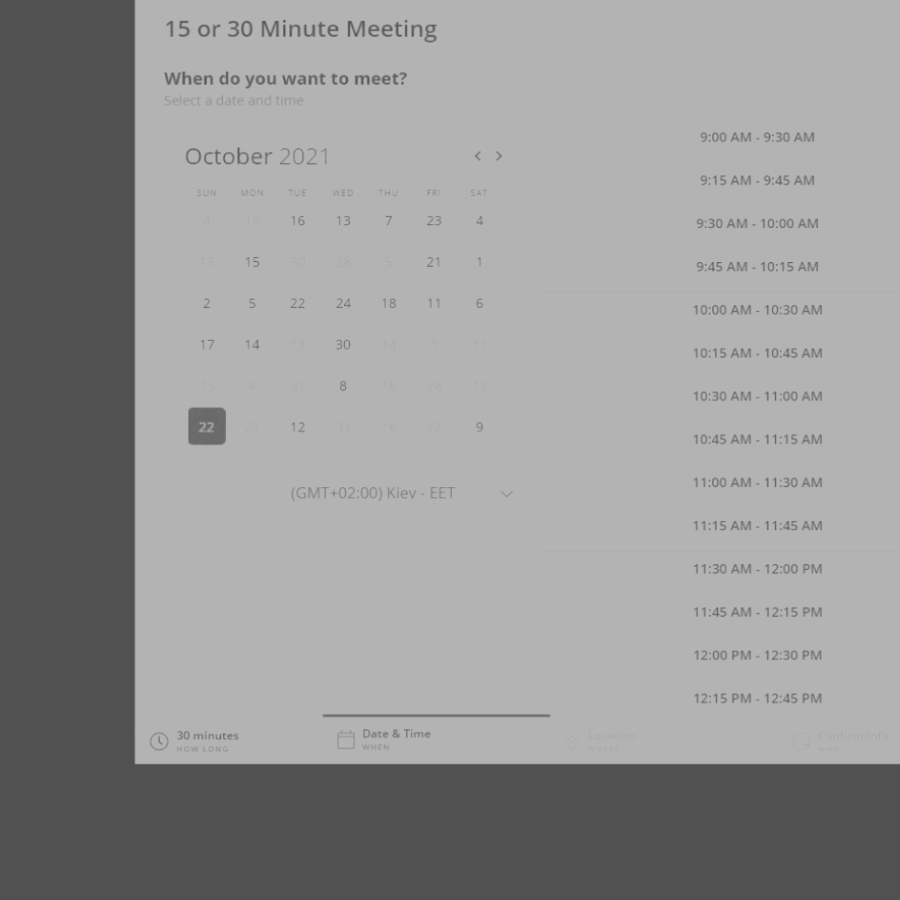 15 or 30 Minute Meeting
When do you want to meet?
Select a date and time
October 2021
SUN MON TUE WED THU FRI SAT
4 16 16 13 7 23 4
13 15 30 28 5 21 1
2 5 22 24 18 11 6
17 14 30 14 1
15 4 31 8 16 28 13
22 12 16 12 9
(GMT+02:00) Kiev - EET
9:00 AM - 9:30 AM
9:15 AM - 9:45 AM
9:30 AM - 10:00 AM
9:45 AM - 10:15 AM
10:00 AM - 10:30 AM
10:15 AM - 10:45 AM
10:30 AM - 11:00 AM
10:45 AM - 11:15 AM
11:00 AM - 11:30 AM
11:15 AM - 11:45 AM
11:30 AM - 12:00 PM
11:45 AM - 12:15 PM
12:00 PM - 12:30 PM
12:15 PM - 12:45 PM
30 minutes
HOW LONG
Date & Time
WHEN
Location
WHERE
Confirm Info
WHO